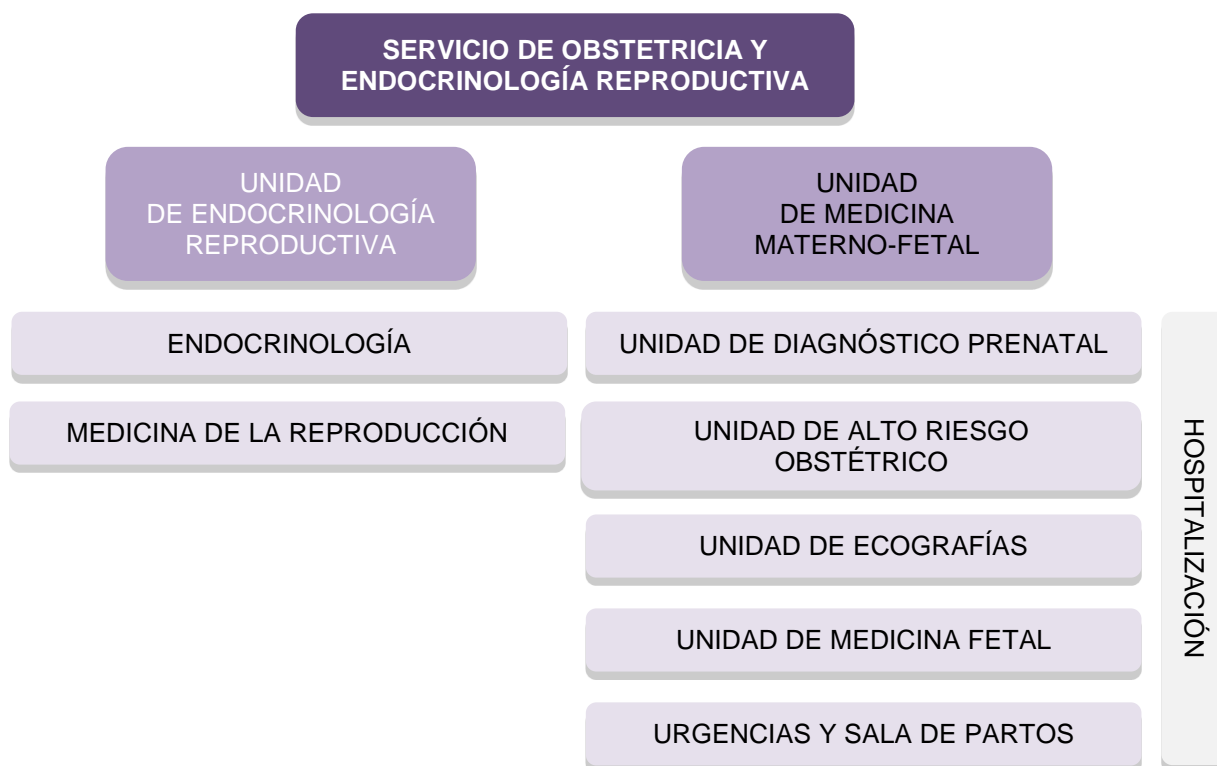 SERVICIO DE OBSTETRICIA Y
ENDOCRINOLOGÍA REPRODUCTIVA
UNIDAD
DE ENDOCRINOLOGÍA
REPRODUCTIVA
UNIDAD
DE MEDICINA
MATERNO-FETAL
ENDOCRINOLOGÍA
MEDICINA DE LA REPRODUCCIÓN
UNIDAD DE DIAGNÓSTICO PRENATAL
UNIDAD DE ALTO RIESGO
OBSTÉTRICO
UNIDAD DE ECOGRAFÍAS
UNIDAD DE MEDICINA FETAL
URGENCIAS Y SALA DE PARTOS
HOSPITALIZACIÓN